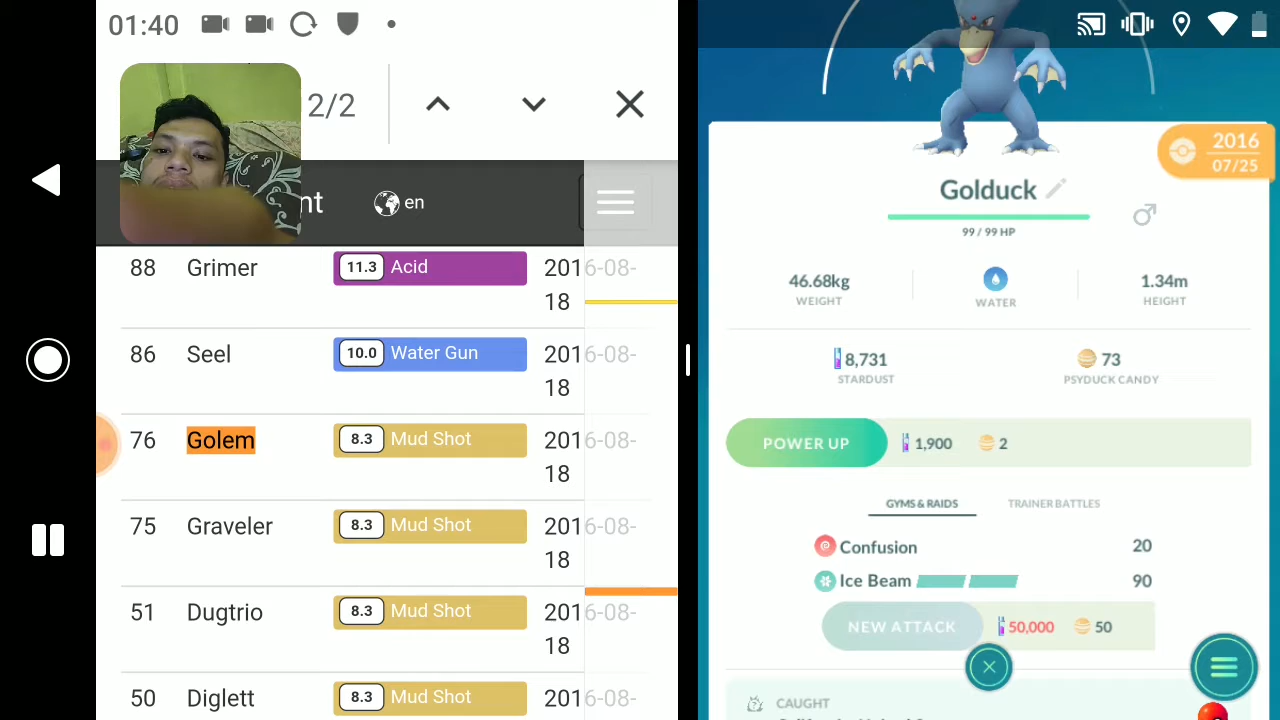 01:40
2/2
nt en
88 Grimer 11.3 Acid 2016-08-
18
86 Seel 10.0 Water Gun 2016-08-
18
76 Golem 8.3 Mud Shot 2016-08-
18
75 Graveler 8.3 Mud Shot 2016-08-
18
51 Dugtrio 8.3 Mud Shot 2016-08-
18
50 Diglett 8.3 Mud Shot 2016-08-
2016
07/25
Golduck
99 / 99 HP
46.68kg 1.34m
WEIGHT WATER HEIGHT
8,731 73
STARDUST PSYDUCK CANDY
POWER UP 1,900 2
GYMS & RAIDS TRAINER BATTLES
Confusion 20
Ice Beam 90
NEW ATTACK 50,000 50
CAUGHT